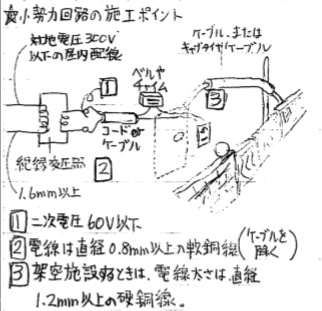 最小勢力回路の施工ポイント
対地電圧300V
以下の屋内配線
1
ベルや
チャイム
ケーブル、または
キャブタイヤケーブル
3
コードor
ケーブル
絶縁変圧器
2
1.6mm以上
1 二次電圧60V以下
2 電線は直径0.8mm以上の軟銅線(ケーブルを除く)
3 架空施設するときは、電線太さは、直径
1.2mm以上の硬銅線。